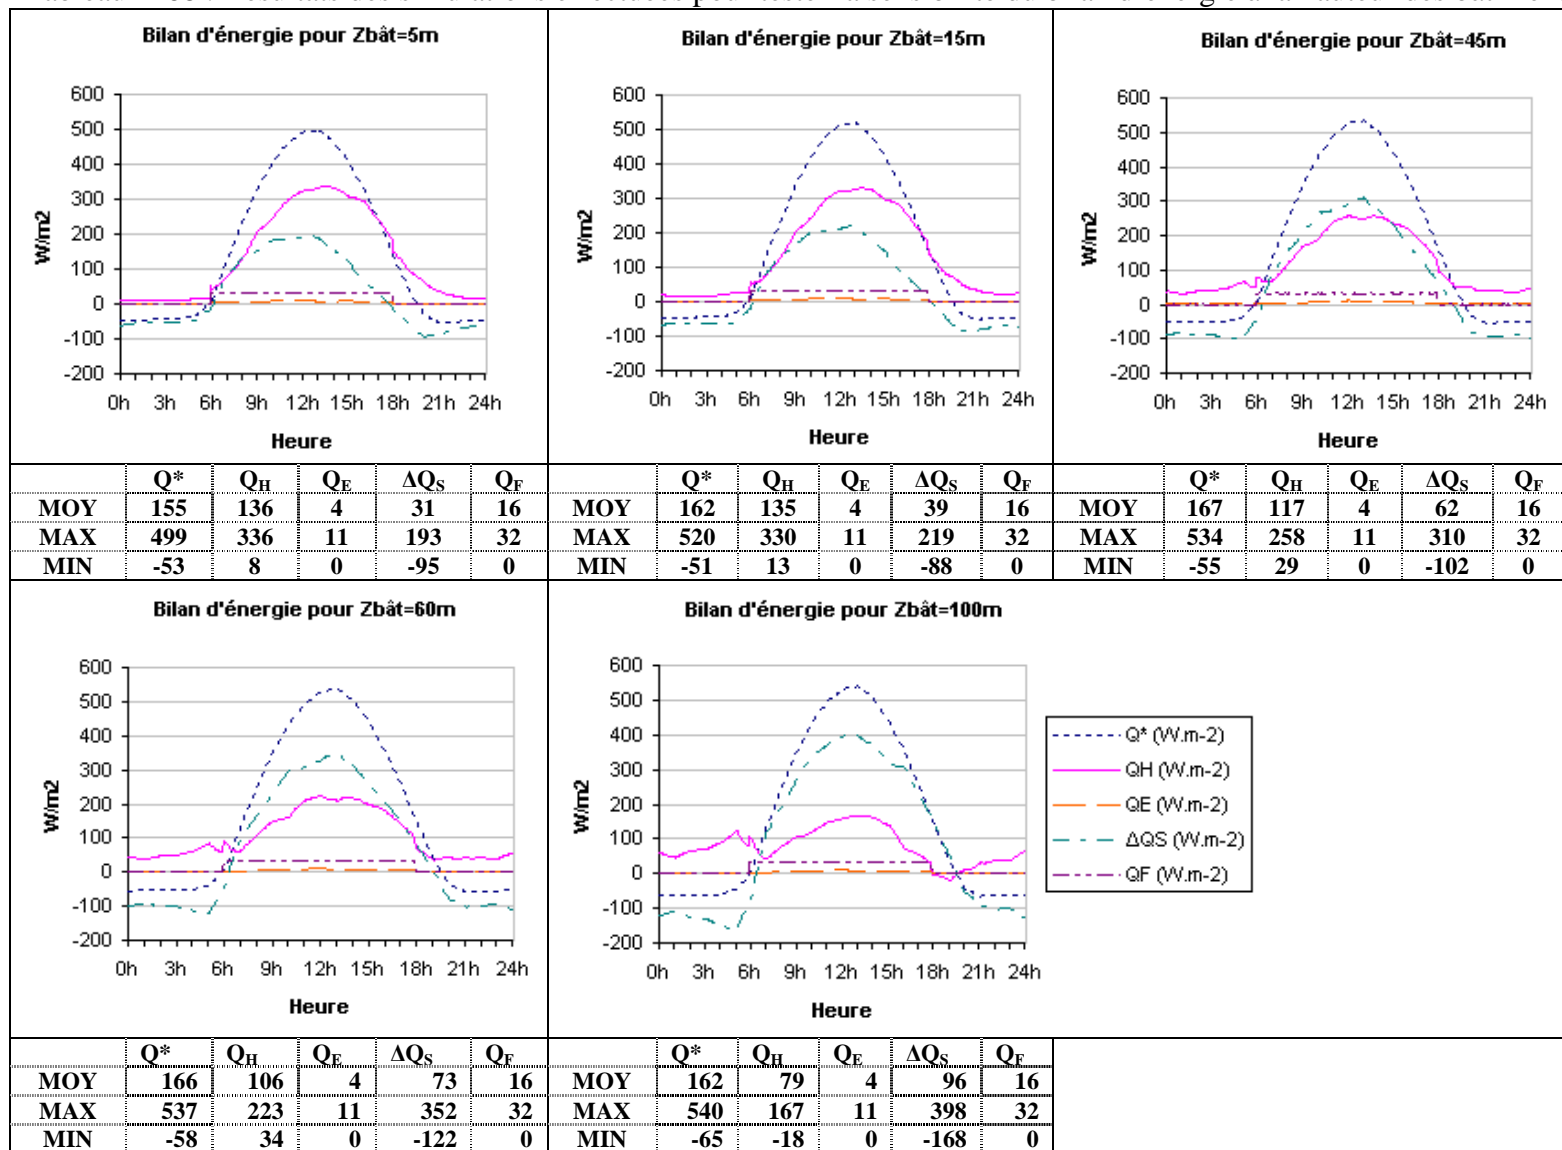 Bilan d'énergie pour Zbât=5m
W/m2
600
500
400
300
200
100
0
-100
-200
0h 3h 6h 9h 12h 15h 18h 21h 24h
Heure
Q* QH QE ΔQS QF
MOY 155 136 4 31 16
MAX 499 336 11 193 32
MIN -53 8 0 -95 0
Bilan d'énergie pour Zbât=15m
W/m2
600
500
400
300
200
100
0
-100
-200
0h 3h 6h 9h 12h 15h 18h 21h 24h
Heure
Q* QH QE ΔQS QF
MOY 162 135 4 39 16
MAX 520 330 11 219 32
MIN -51 13 0 -88 0
Bilan d'énergie pour Zbât=45m
W/m2
600
500
400
300
200
100
0
-100
-200
0h 3h 6h 9h 12h 15h 18h 21h 24h
Heure
Q* QH QE ΔQS QF
MOY 167 117 4 62 16
MAX 534 258 11 310 32
MIN -55 29 0 -102 0
Bilan d'énergie pour Zbât=60m
W/m2
600
500
400
300
200
100
0
-100
-200
0h 3h 6h 9h 12h 15h 18h 21h 24h
Heure
Q* QH QE ΔQS QF
MOY 166 106 4 73 16
MAX 537 223 11 352 32
MIN -58 34 0 -122 0
Bilan d'énergie pour Zbât=100m
W/m2
600
500
400
300
200
100
0
-100
-200
0h 3h 6h 9h 12h 15h 18h 21h 24h
Heure
Q* QH QE ΔQS QF
MOY 162 79 4 96 16
MAX 540 167 11 398 32
MIN -65 -18 0 -168 0
Q* (W.m-2)
QH (W.m-2)
QE (W.m-2)
ΔQS (W.m-2)
QF (W.m-2)